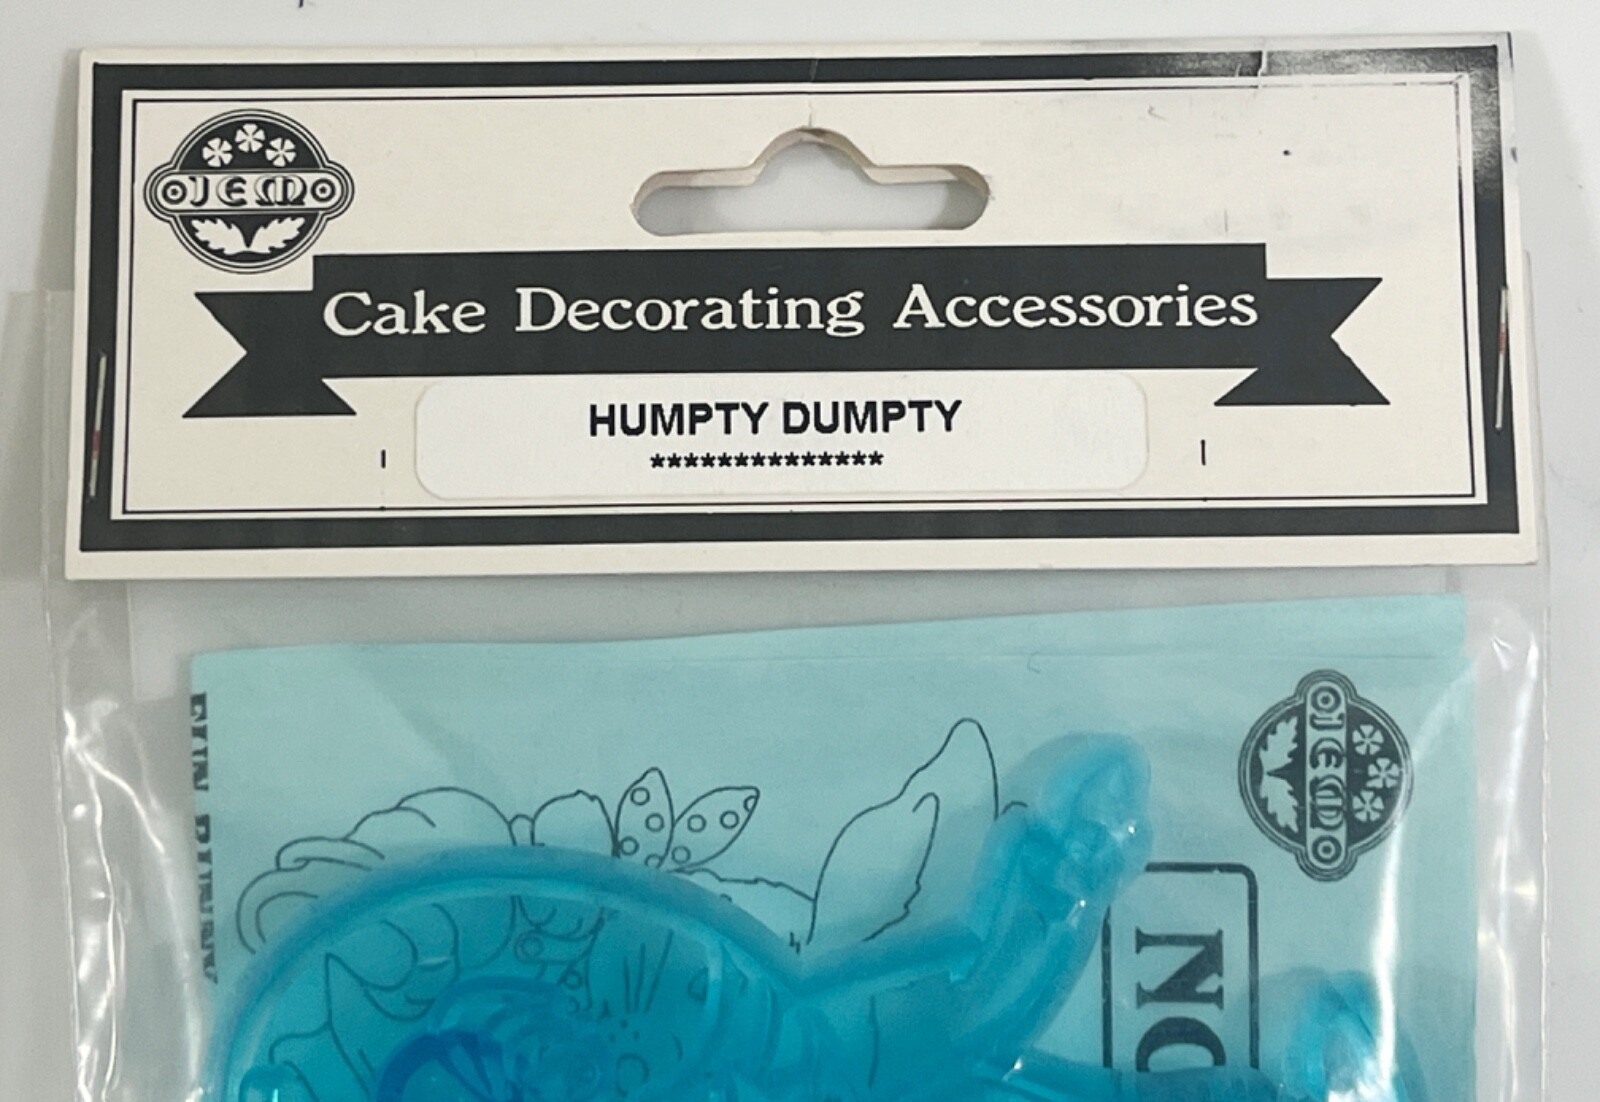 JEM
Cake Decorating Accessories
HUMPTY DUMPTY
**************
JEM